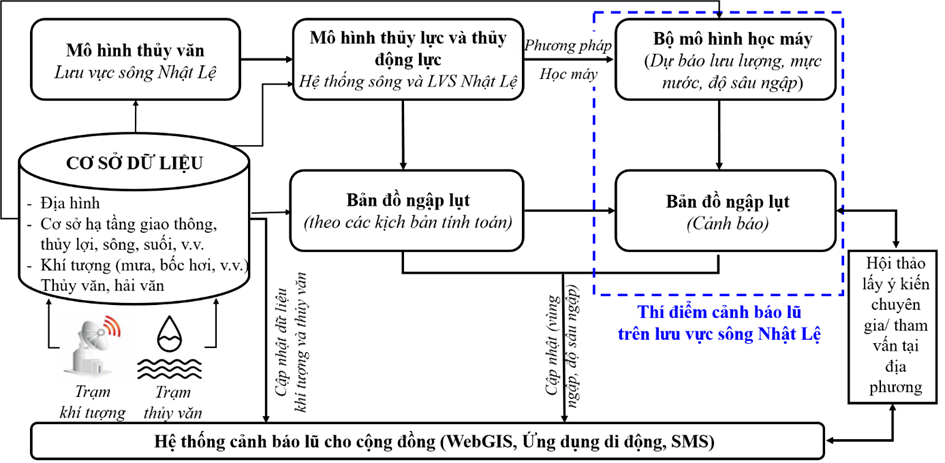 Mô hình thủy văn
Lưu vực sông Nhật Lệ
Mô hình thủy lực và thủy
động lực
Hệ thống sông và LVS Nhật Lệ
Phương pháp
Học máy
Bộ mô hình học máy
(Dự báo lưu lượng, mực
nước, độ sâu ngập)
CƠ SỞ DỮ LIỆU
- Địa hình
- Cơ sở hạ tầng giao thông,
thủy lợi, sông, suối, v.v.
- Khí tượng (mưa, bốc hơi, v.v.)
Thủy văn, hải văn
Bản đồ ngập lụt
(theo các kịch bản tính toán)
Bản đồ ngập lụt
(Cảnh báo)
Thí điểm cảnh báo lũ
trên lưu vực sông Nhật Lệ
Hội thảo
lấy ý kiến
chuyên
gia/ tham
vấn tại
địa
phương
Trạm
khí tượng
Trạm
thủy văn
Cập nhật dữ liệu
khí tượng và thủy văn
Cập nhật (vùng
ngập, độ sâu ngập)
Hệ thống cảnh báo lũ cho cộng đồng (WebGIS, Ứng dụng di động, SMS)